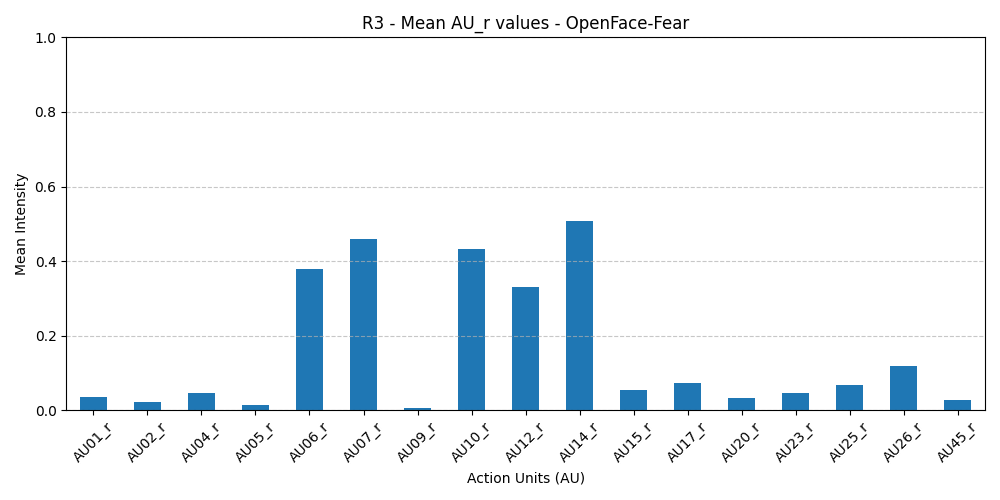 R3 - Mean AU_r values - OpenFace-Fear
1.0
0.8
0.6
0.4
0.2
0.0
Mean Intensity
AU01_r
AU02_r
AU04_r
AU05_r
AU06_r
AU07_r
AU09_r
AU10_r
AU12_r
AU14_r
AU15_r
AU17_r
AU20_r
AU23_r
AU25_r
AU26_r
AU45_r
Action Units (AU)